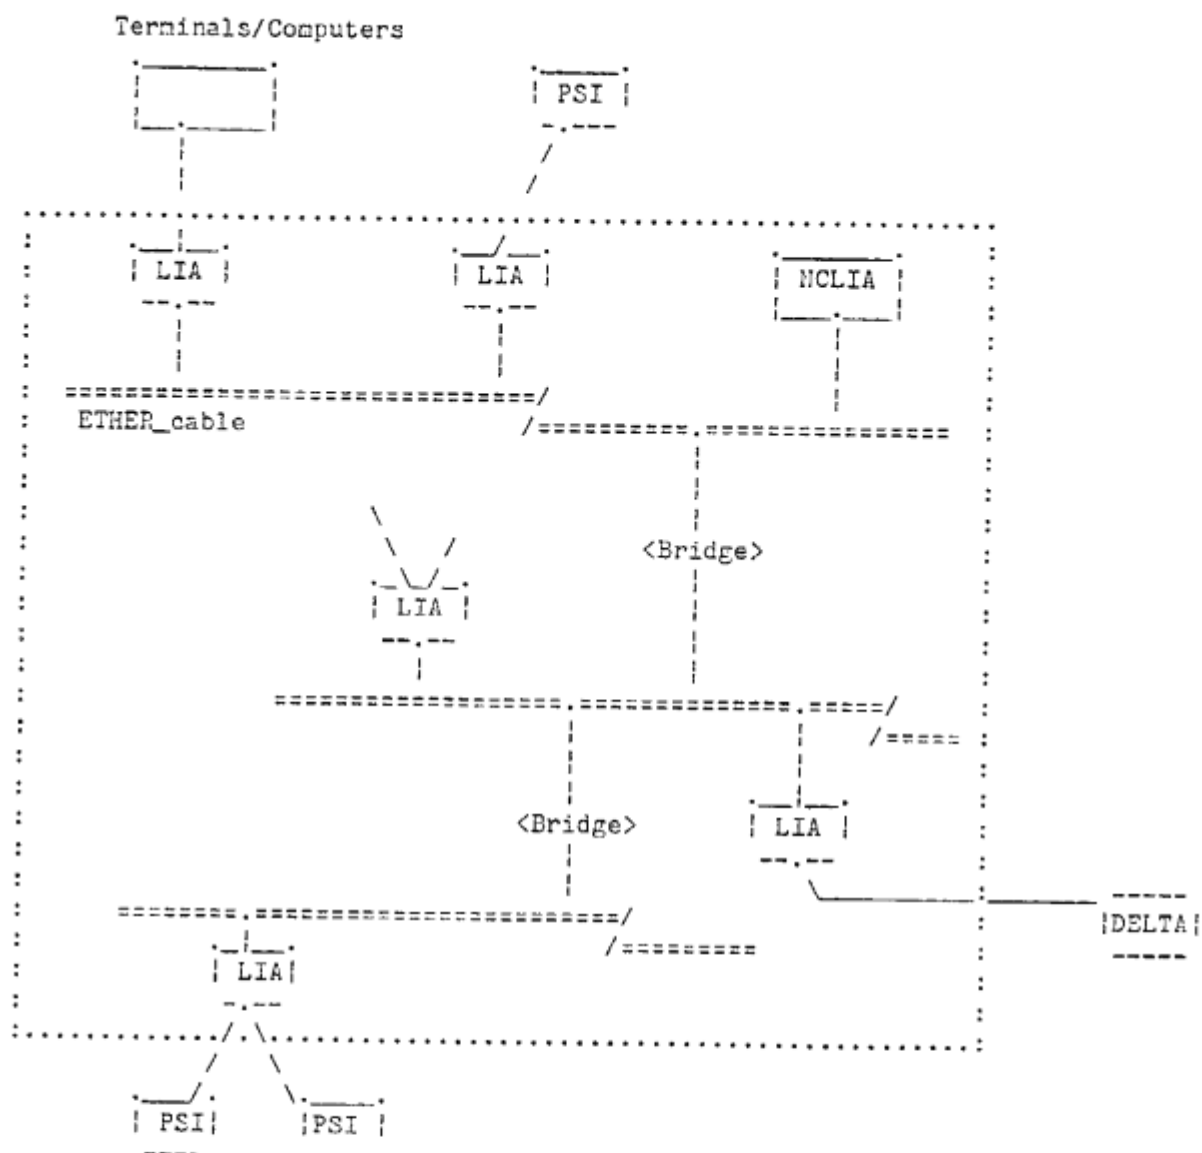 Terminals/Computers
PSI
LIA LIA NCLIA
ETHER_cable
<Bridge>
LIA
<Bridge> LIA
DELTA
LIA
PSI PSI